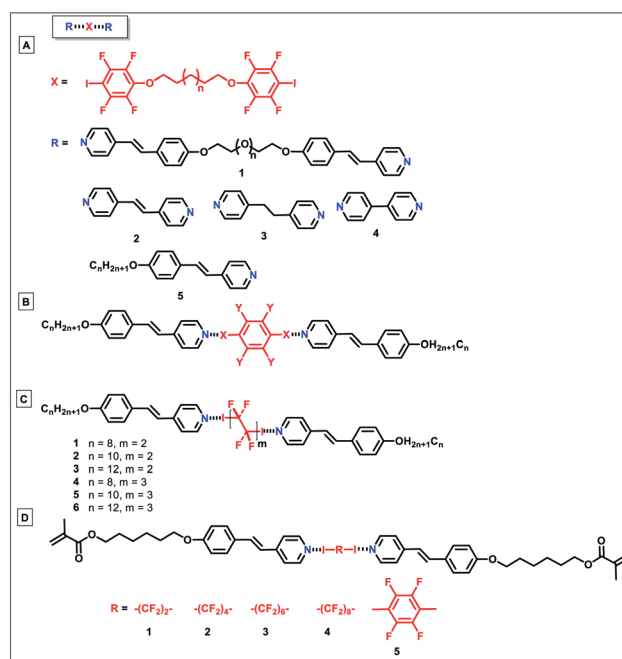 R···X···R
A
X =
F F F F
I O ( ) n O I
F F F F
R =
N O (O) n O N
1
N N N N N N
2 3 4
CnH2n+1O N
5
B
CnH2n+1O N···X Y Y Y Y X···N OH2n+1Cn
C
CnH2n+1O N···I F F F F m I···N OH2n+1Cn
1 n = 8, m = 2
2 n = 10, m = 2
3 n = 12, m = 2
4 n = 8, m = 3
5 n = 10, m = 3
6 n = 12, m = 3
D
O O O N···I-R-I···N O O O
R = -(CF2)2- -(CF2)4- -(CF2)6- -(CF2)8- F F F F
1 2 3 4 5